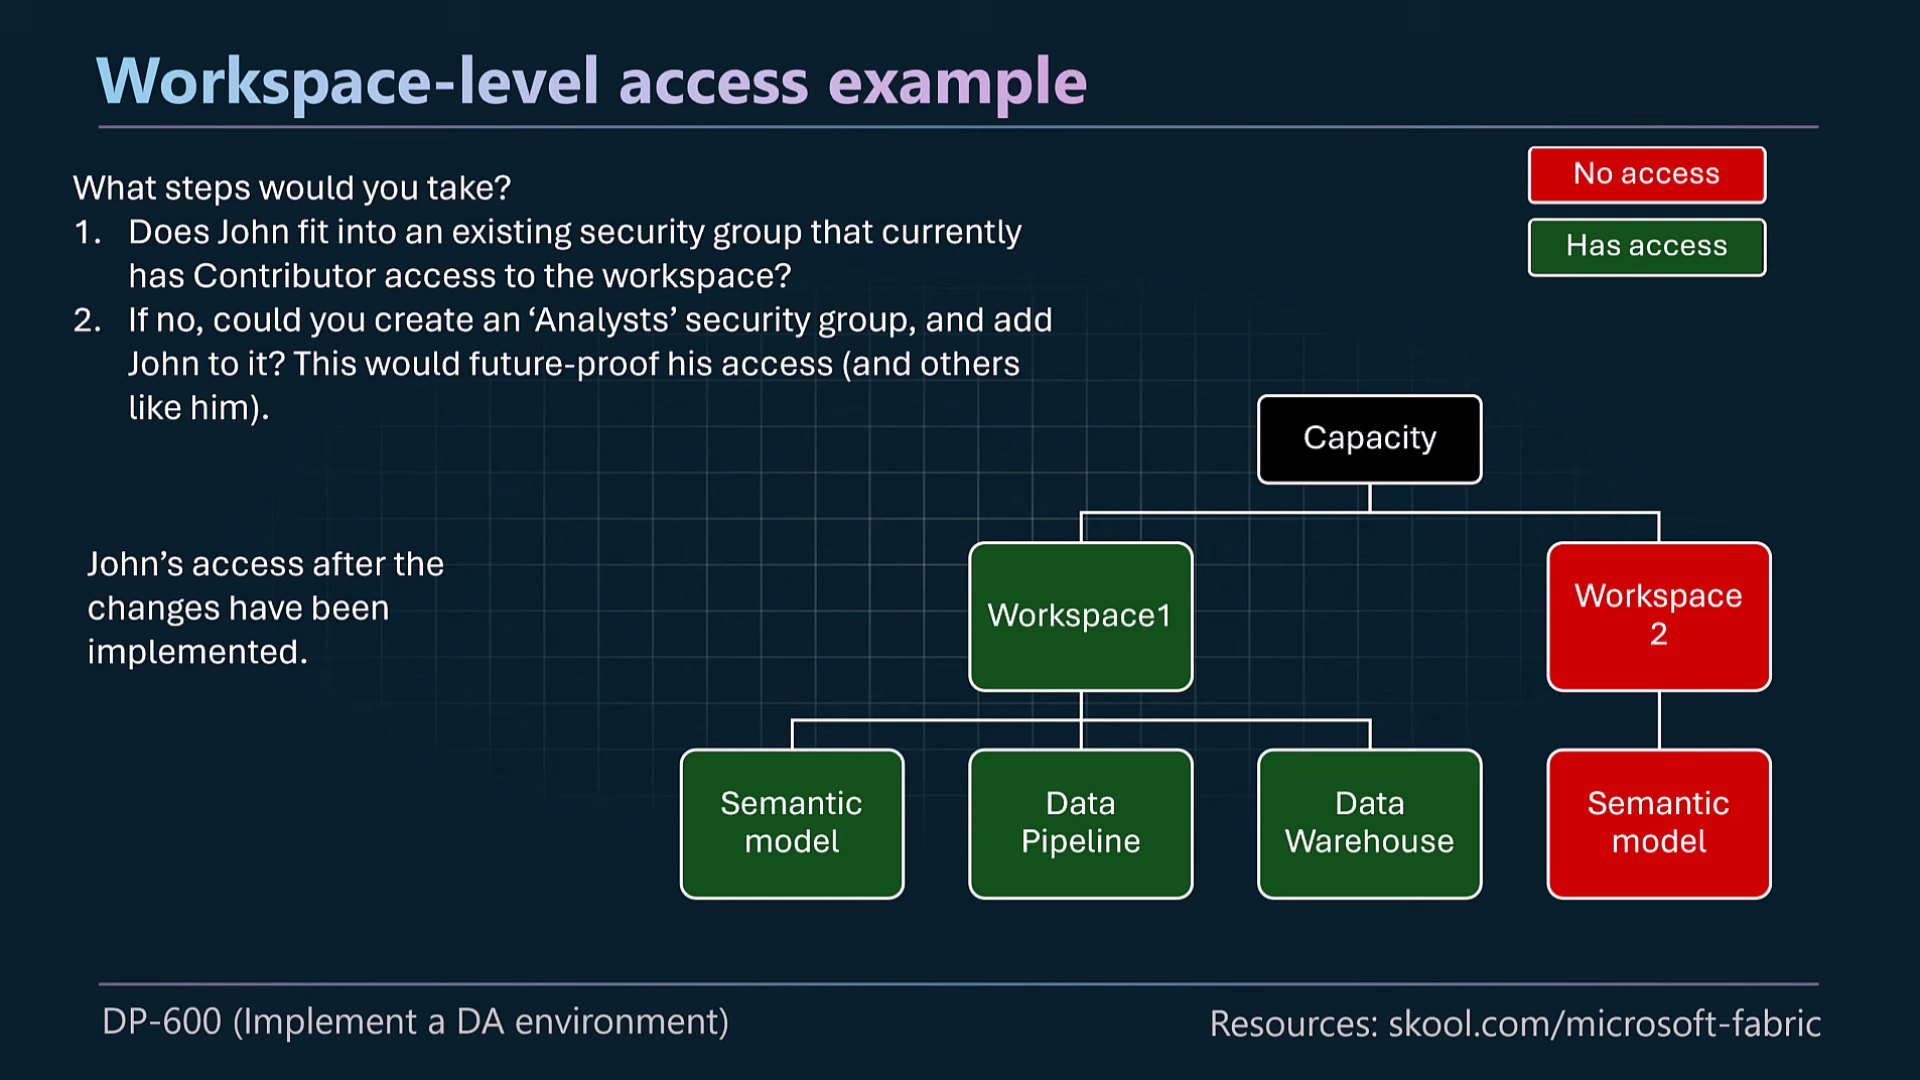 Workspace-level access example
What steps would you take?
1. Does John fit into an existing security group that currently
has Contributor access to the workspace?
2. If no, could you create an ‘Analysts’ security group, and add
John to it? This would future-proof his access (and others
like him).
No access
Has access
John’s access after the
changes have been
implemented.
Capacity
Workspace1
Workspace
2
Semantic
model
Data
Pipeline
Data
Warehouse
Semantic
model
DP-600 (Implement a DA environment)
Resources: skool.com/microsoft-fabric